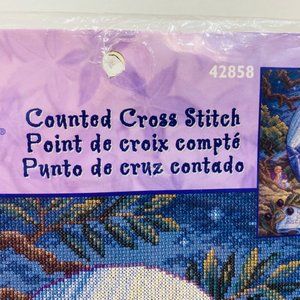 42858
Counted Cross Stitch
®
Point de croix compté
Punto de cruz contado